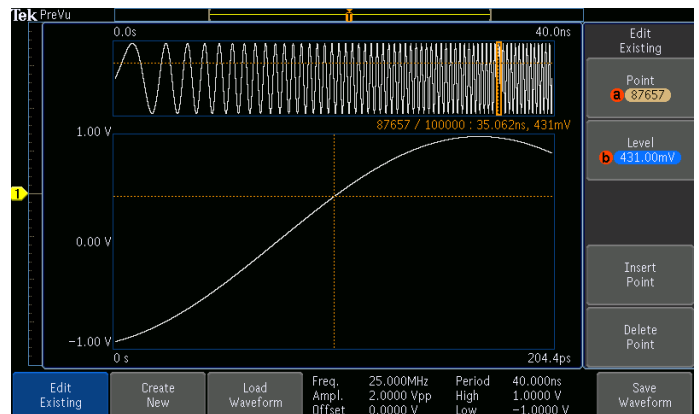 Tek PreVu
T
0.0s 40.0ns
87657 / 100000 : 35.062ns, 431mV
1.00 V
1
0.00 V
-1.00 V
0 s 204.4ps
Edit
Existing
Point
a 87657
Level
b 431.00mV
Insert
Point
Delete
Point
Edit
Existing
Create
New
Load
Waveform
Freq. 25.000MHz Period 40.000ns
Ampl. 2.0000 Vpp High 1.0000 V
Offset 0.0000 V Low -1.0000 V
Save
Waveform